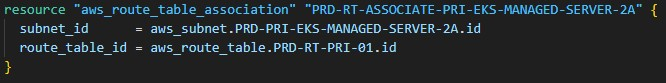 resource "aws_route_table_association" "PRD-RT-ASSOCIATE-PRI-EKS-MANAGED-SERVER-2A" {
  subnet_id      = aws_subnet.PRD-PRI-EKS-MANAGED-SERVER-2A.id
  route_table_id = aws_route_table.PRD-RT-PRI-01.id
}